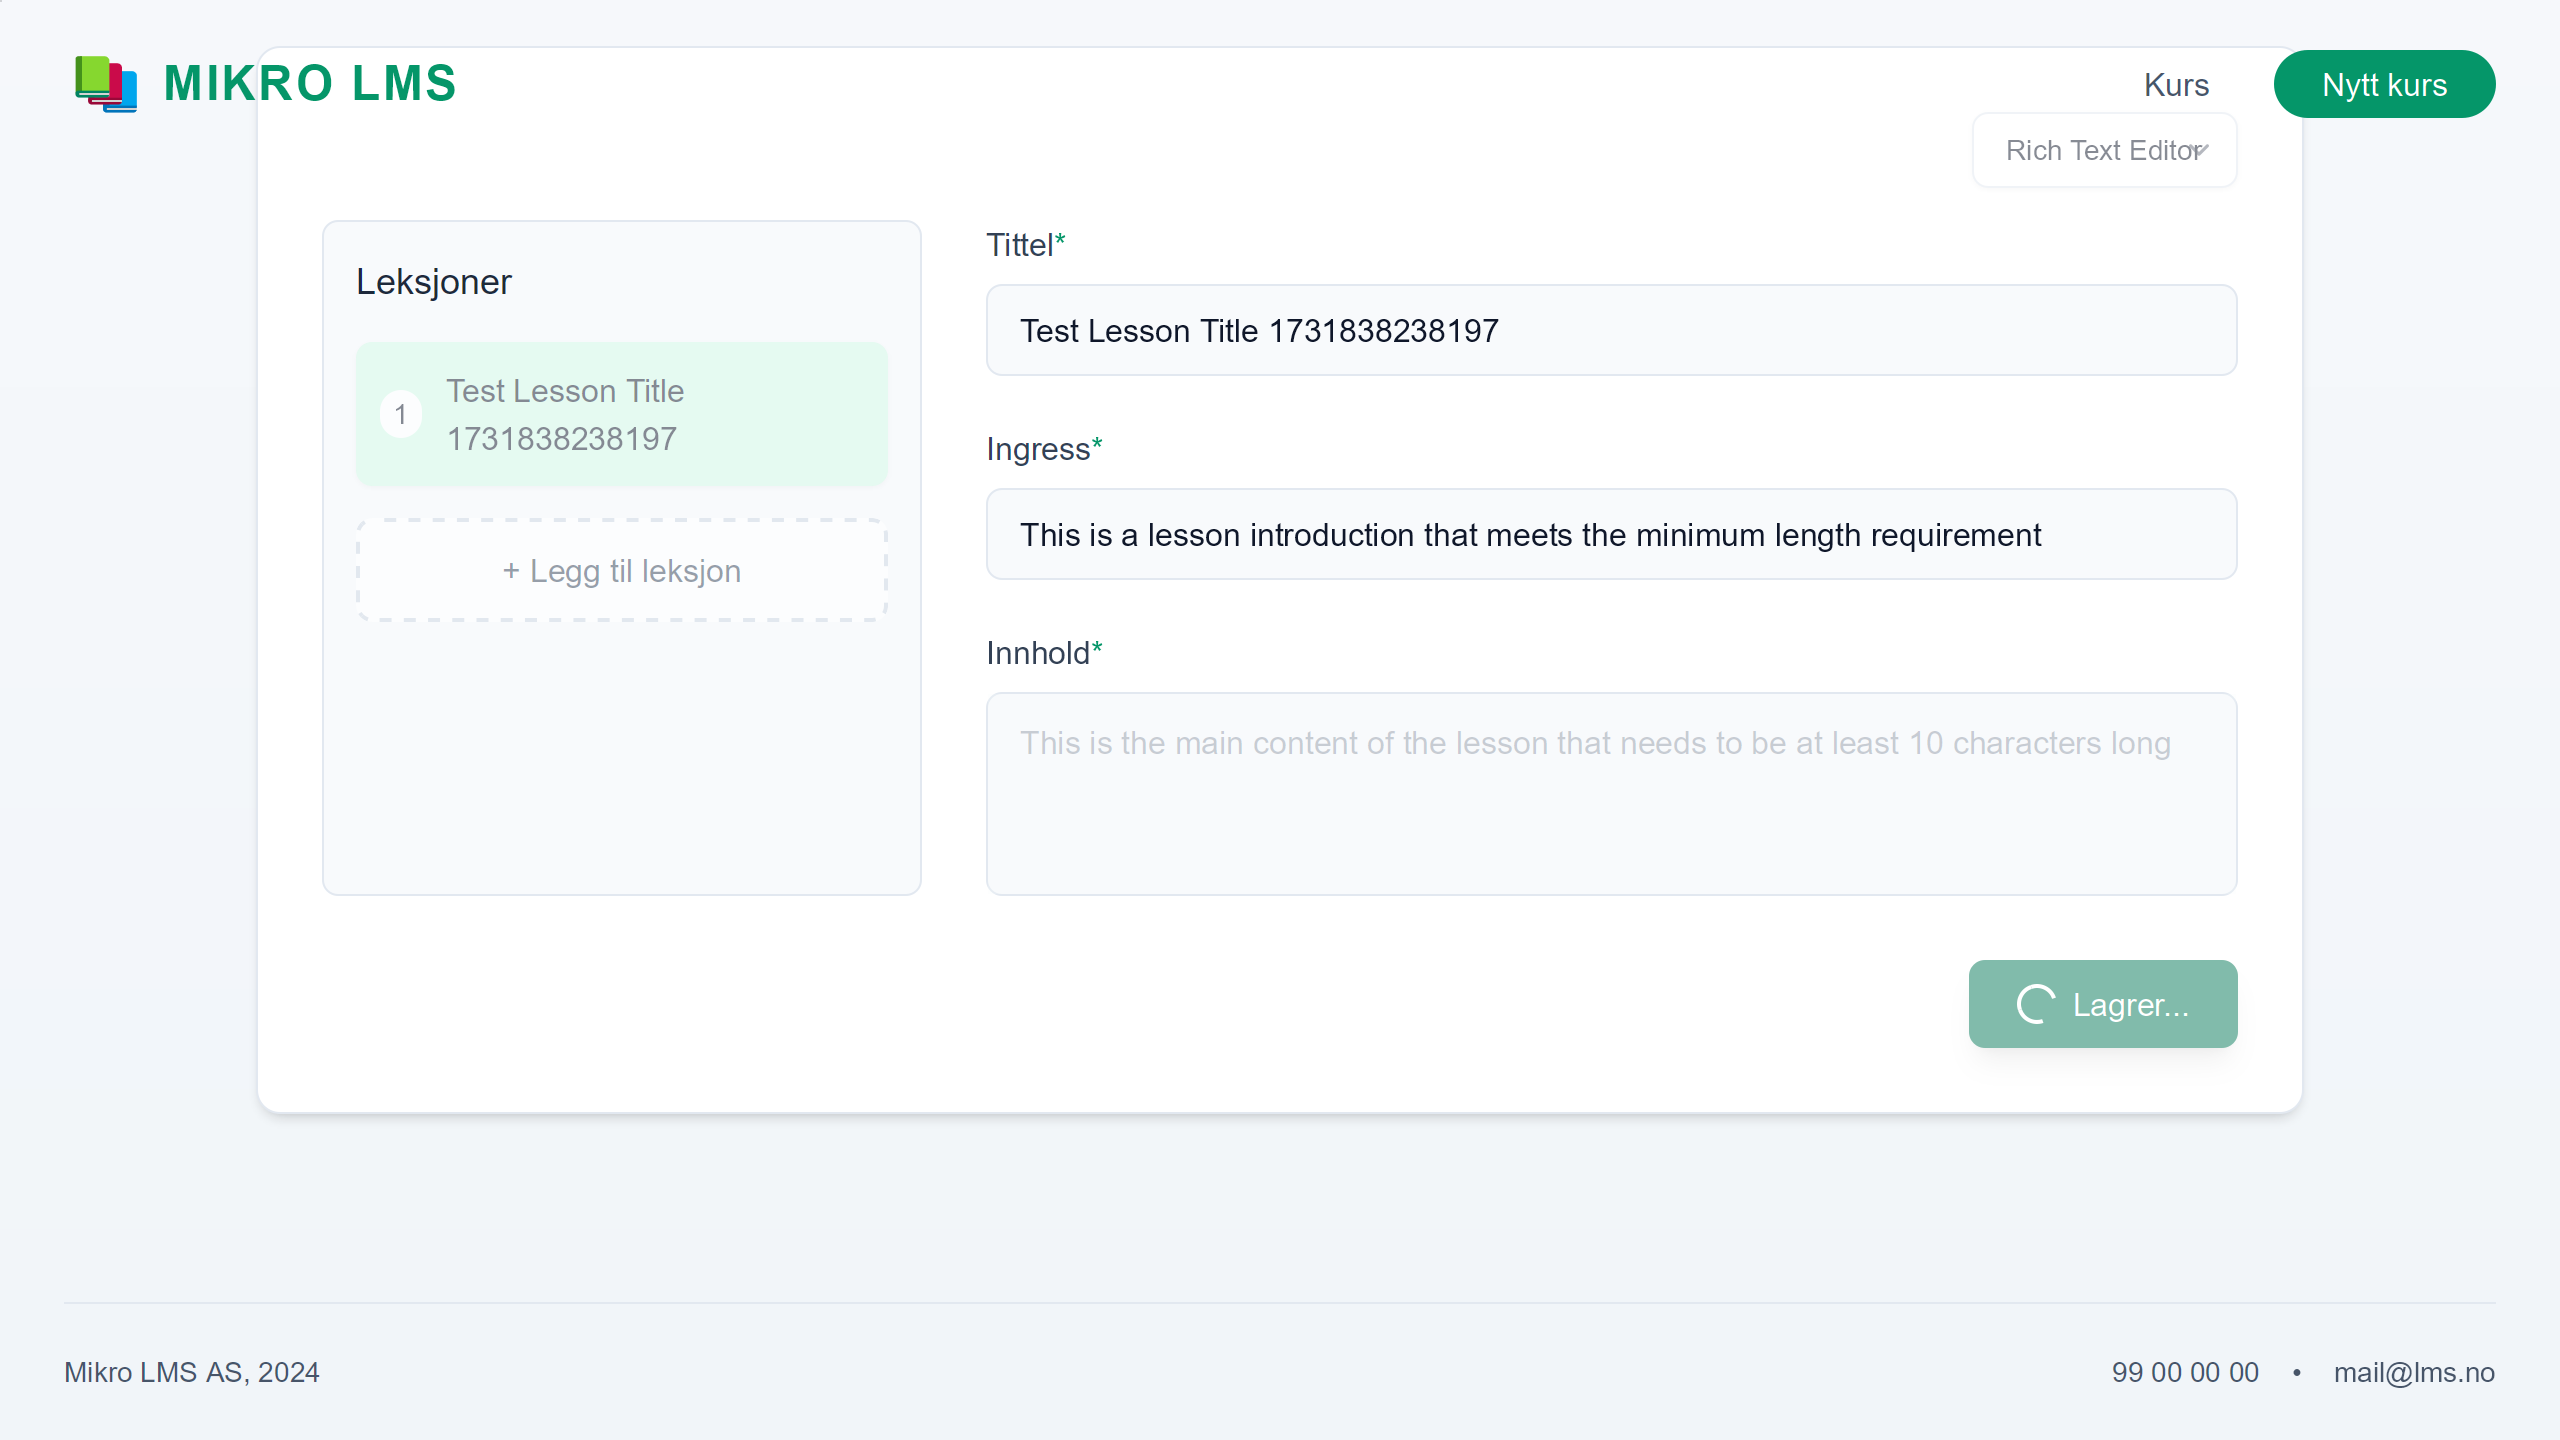 MIKRO LMS
Kurs
Nytt kurs
Rich Text Editor
Leksjoner
1
Test Lesson Title
1731838238197
+ Legg til leksjon
Tittel*
Test Lesson Title 1731838238197
Ingress*
This is a lesson introduction that meets the minimum length requirement
Innhold*
This is the main content of the lesson that needs to be at least 10 characters long
Lagrer...
Mikro LMS AS, 2024
99 00 00 00 • mail@lms.no